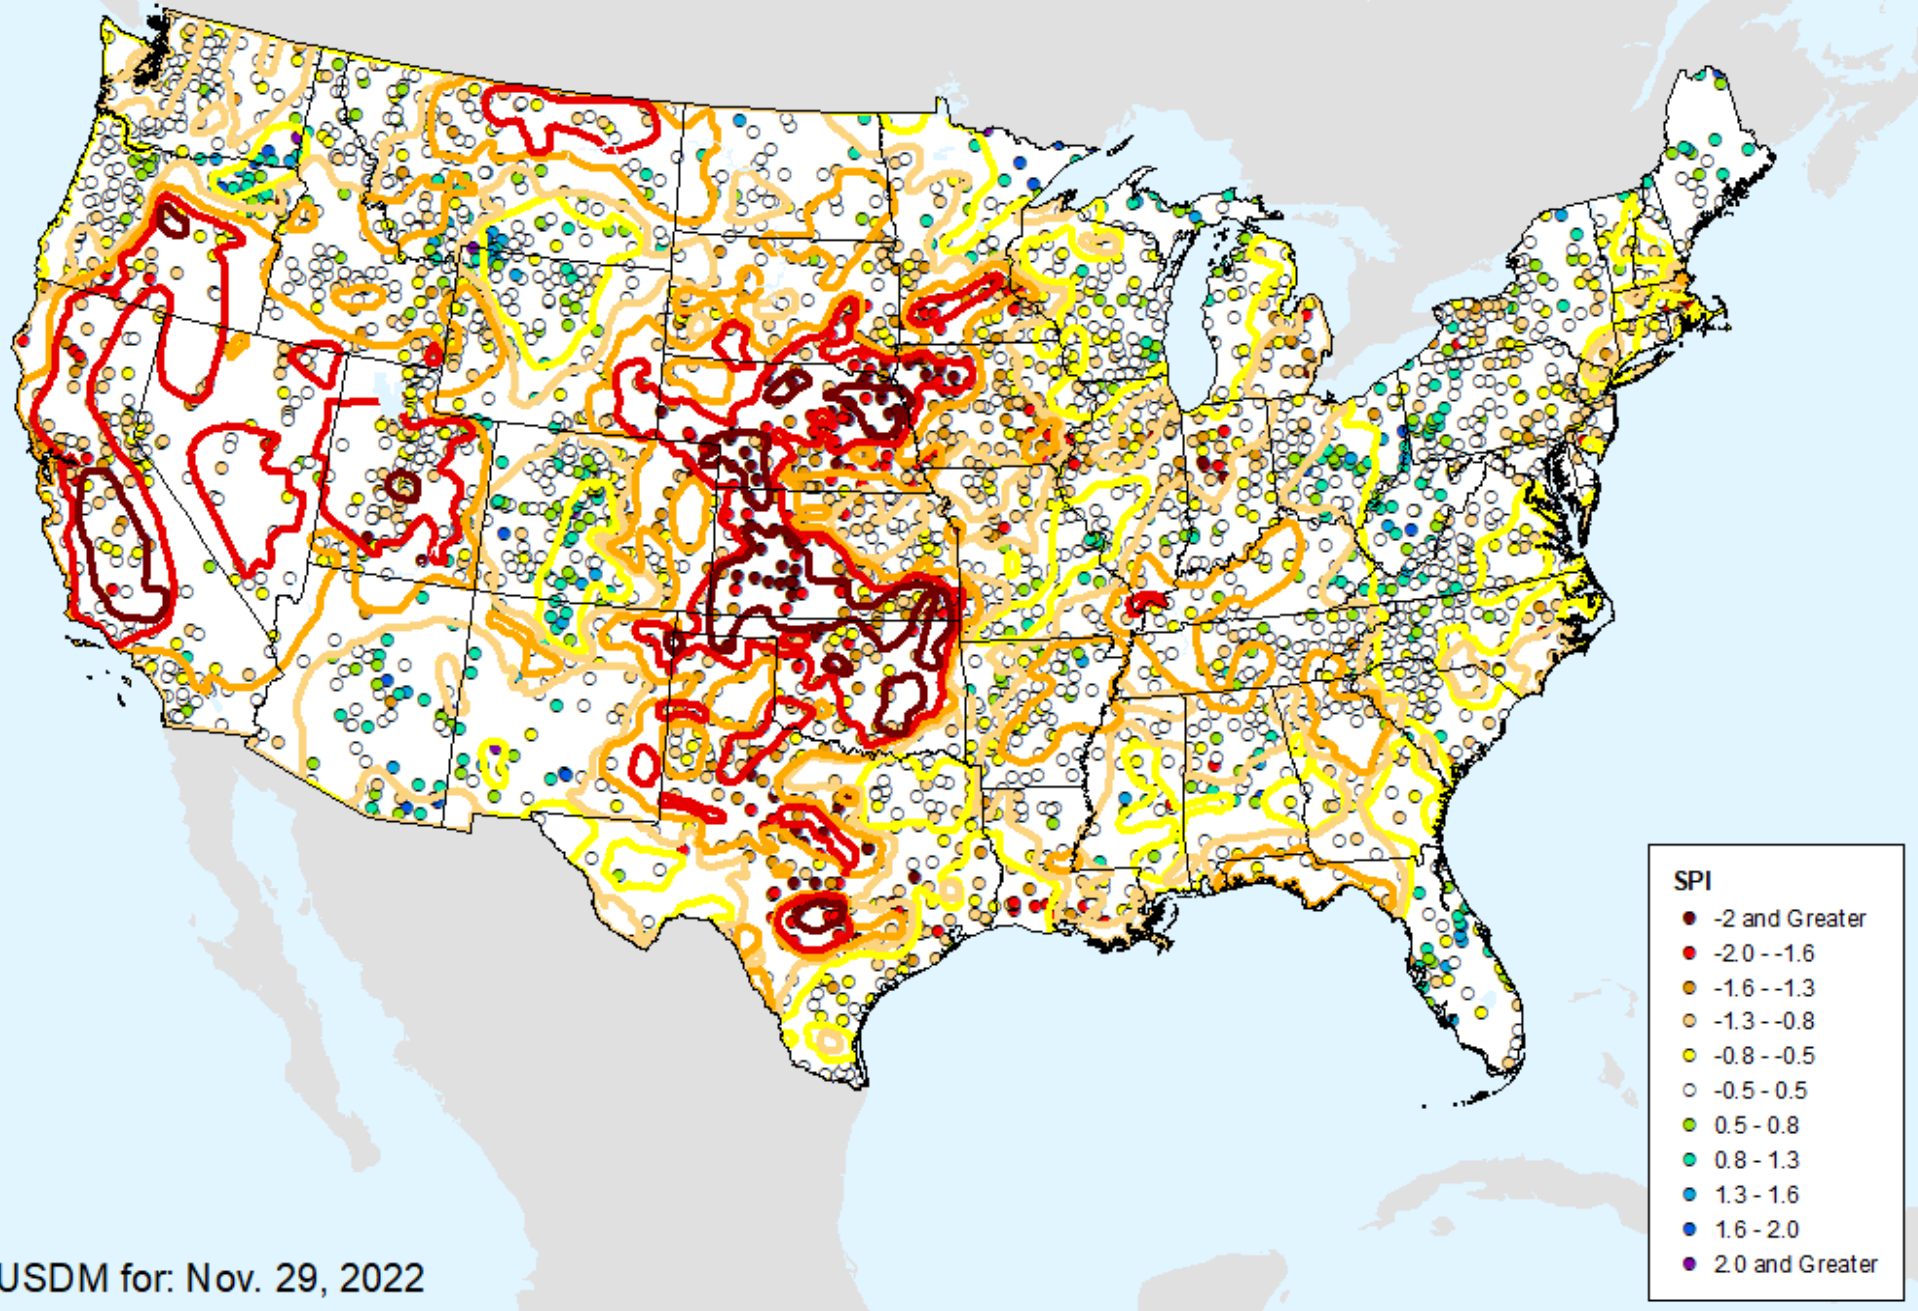 SPI
-2 and Greater
-2.0 - -1.6
-1.6 - -1.3
-1.3 - -0.8
-0.8 - -0.5
-0.5 - 0.5
0.5 - 0.8
0.8 - 1.3
1.3 - 1.6
1.6 - 2.0
2.0 and Greater
USDM for: Nov. 29, 2022